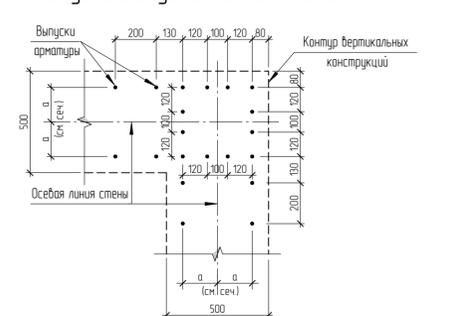 Выпуски
арматуры
200 130 120 100 120 80
Контур вертикальных
конструкций
500
а
а
(см. сеч.)
120
100
120
80
120
100
120
130
200
120 100 120
Осевая линия стены
а а
(см. сеч.)
500